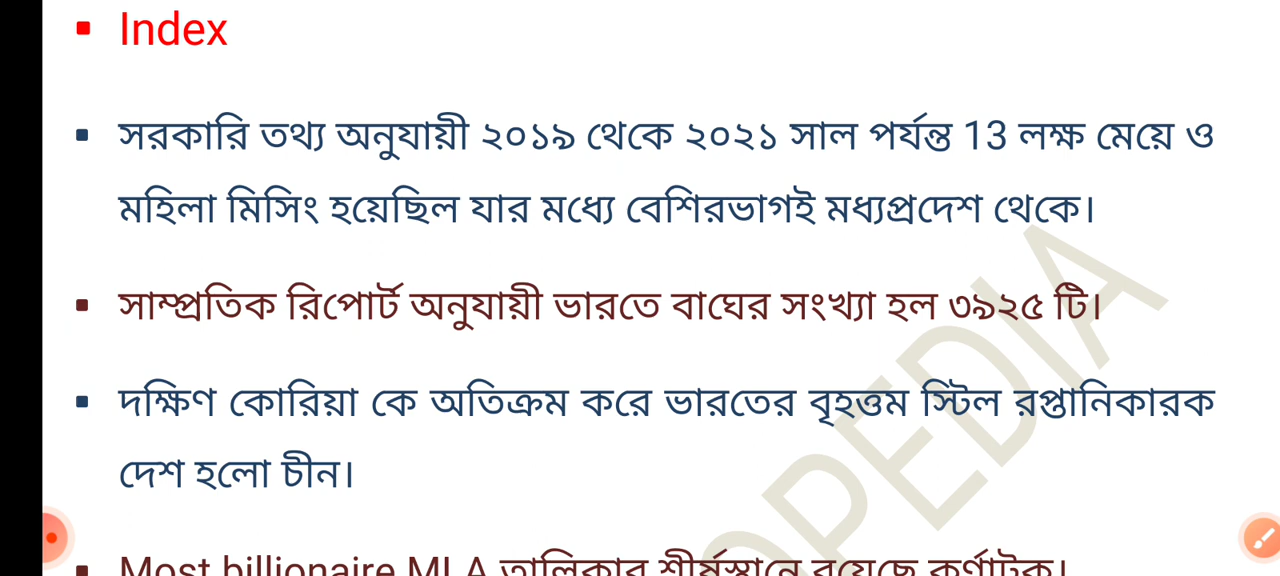 Index
সরকারি তথ্য অনুযায়ী ২০১৯ থেকে ২০২১ সাল পর্যন্ত 13 লক্ষ মেয়ে ও
মহিলা মিসিং হয়েছিল যার মধ্যে বেশিরভাগই মধ্যপ্রদেশ থেকে।
সাম্প্রতিক রিপোর্ট অনুযায়ী ভারতে বাঘের সংখ্যা হল ৩৯২৫ টি।
দক্ষিণ কোরিয়া কে অতিক্রম করে ভারতের বৃহত্তম স্টিল রপ্তানিকারক
দেশ হলো চীন।
Most billionaire MLA তালিকার শীর্ষস্থানে রয়েছে কর্ণাটক।
OPEDIA